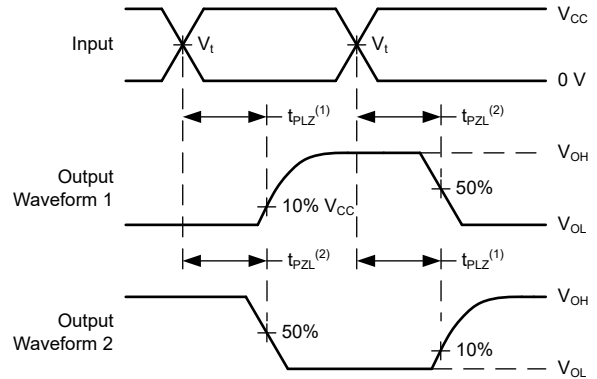 V_CC
Input
V_t
V_t
0 V
t_PLZ^(1)
t_PZL^(2)
V_OH
Output
Waveform 1
50%
10% V_CC
V_OL
t_PZL^(2)
t_PLZ^(1)
V_OH
Output
Waveform 2
50%
10%
V_OL